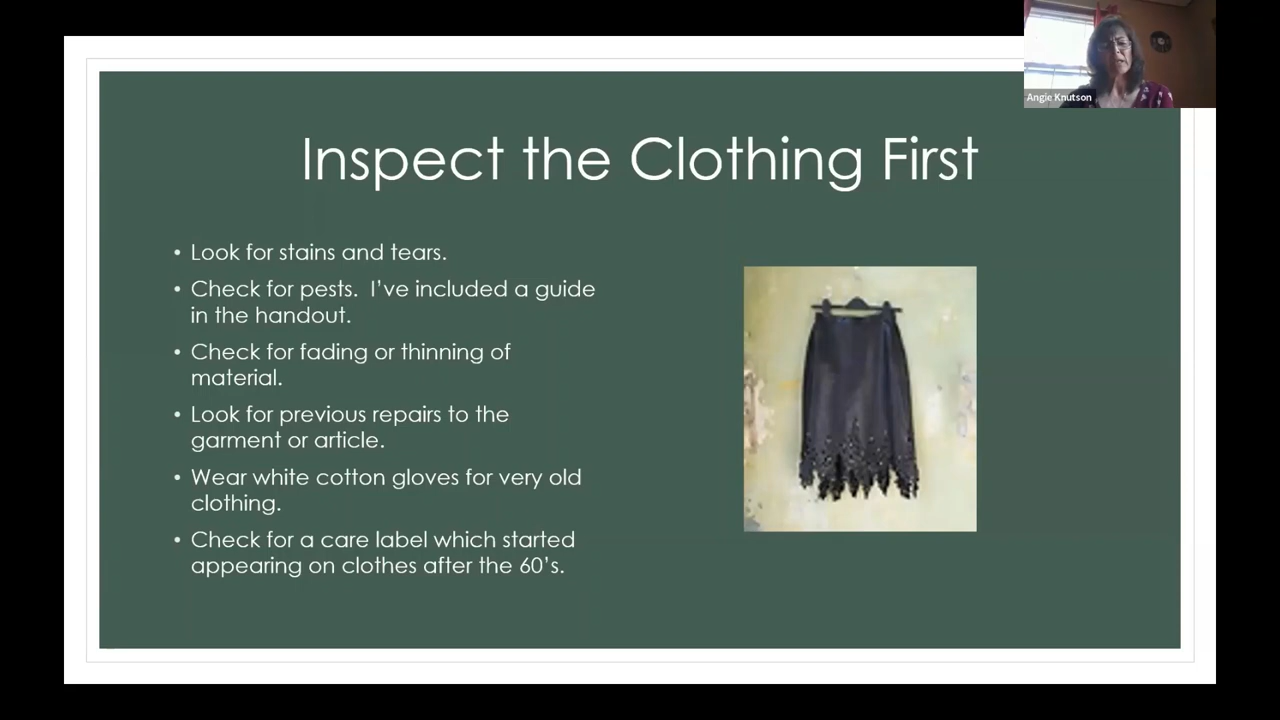 Angie Knutson
Inspect the Clothing First
• Look for stains and tears.
• Check for pests.  I’ve included a guide
in the handout.
• Check for fading or thinning of
material.
• Look for previous repairs to the
garment or article.
• Wear white cotton gloves for very old
clothing.
• Check for a care label which started
appearing on clothes after the 60’s.